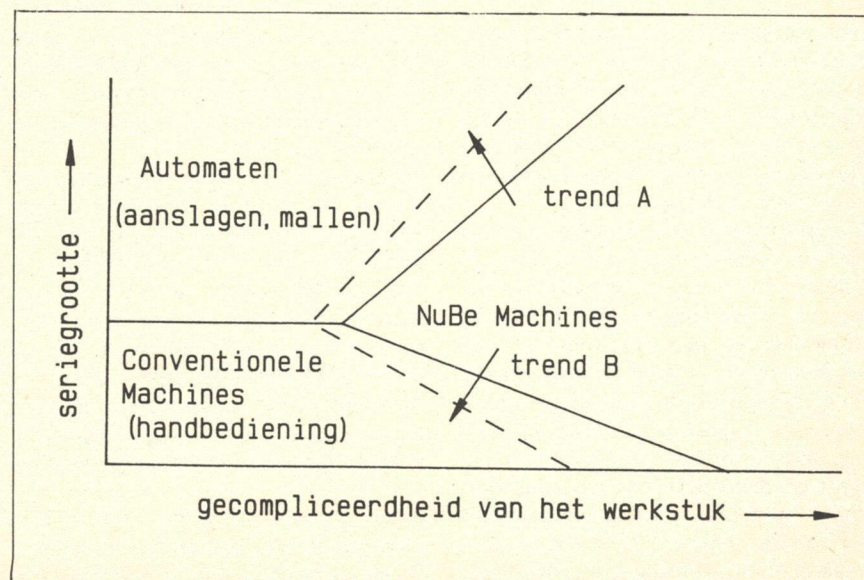 Automaten
(aanslagen, mallen)
trend A
seriegrootte
NuBe Machines
Conventionele
Machines
(handbediening)
trend B
gecompliceerdheid van het werkstuk